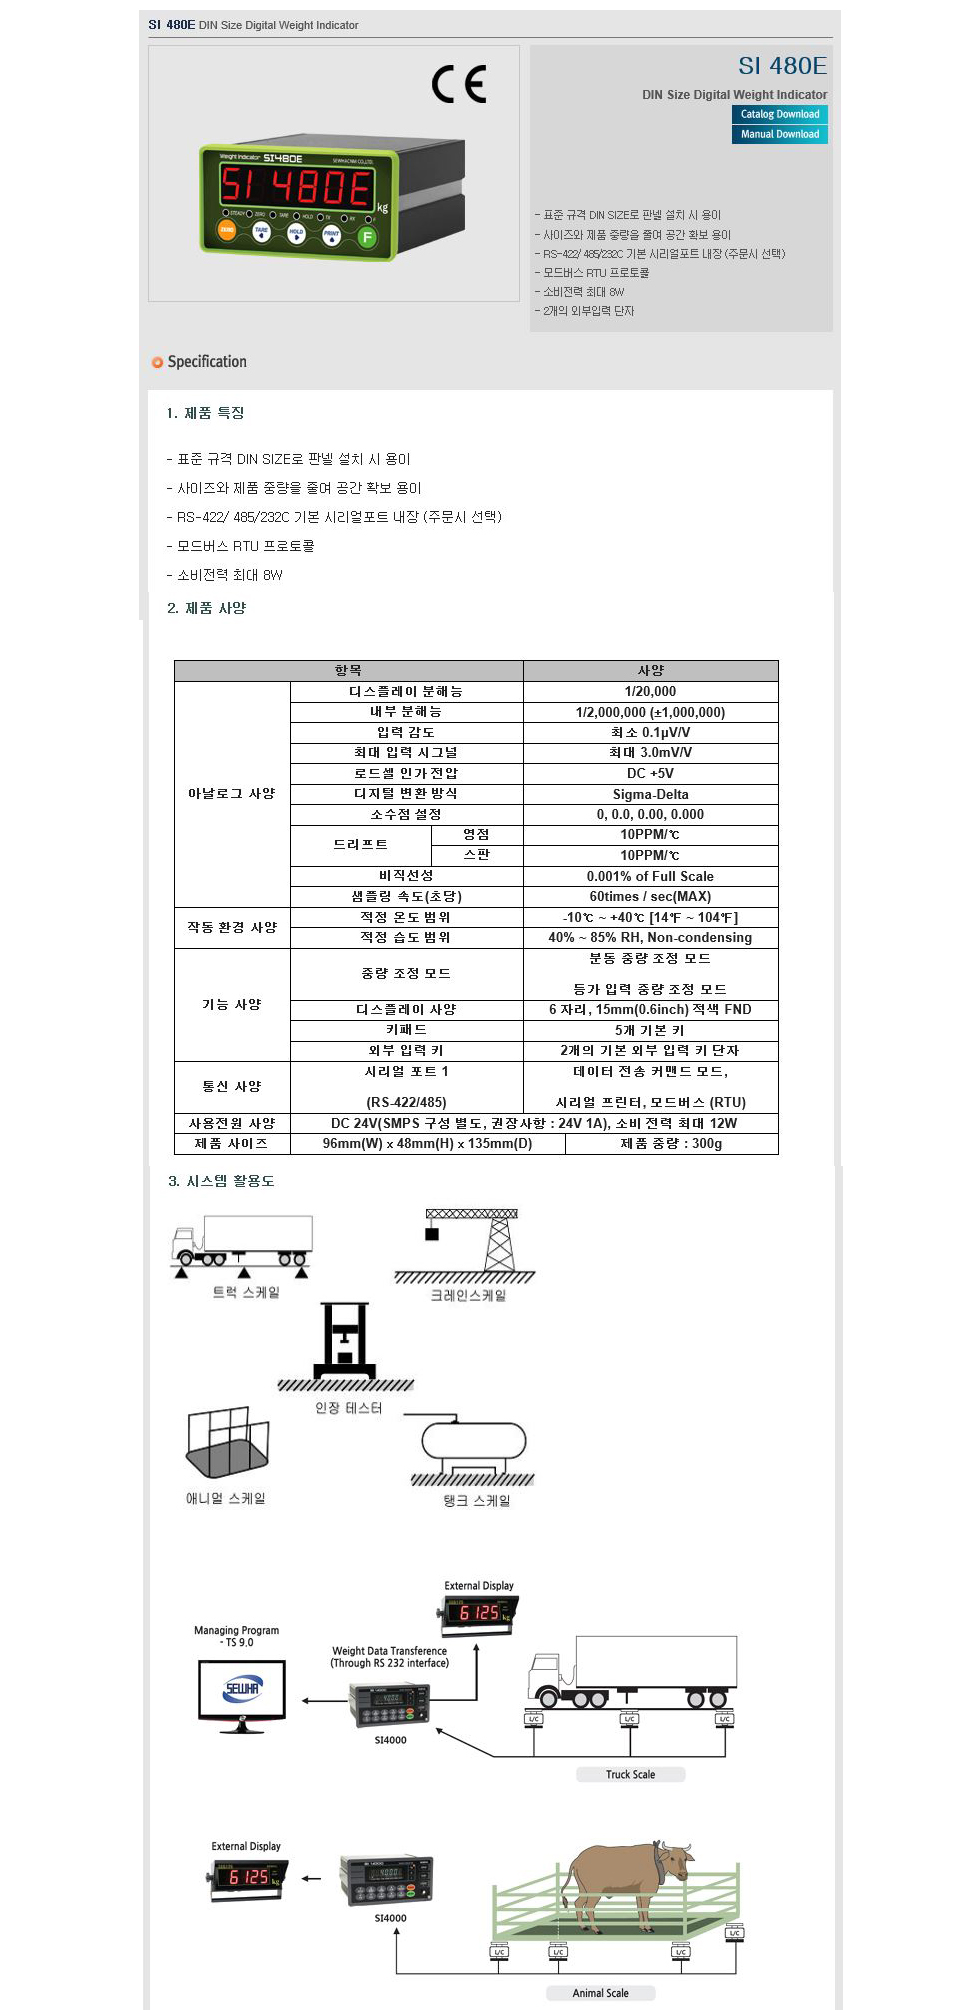 SI 480E DIN Size Digital Weight Indicator
SI 480E
DIN Size Digital Weight Indicator
Catalog Download
Manual Download
CE
Weight Indicator SI480E
SEWHACNM CO.,LTD.
SI 480E
kg
STEADY ZERO TARE HOLD TX RX
ZERO TARE HOLD PRINT F
- 표준 규격 DIN SIZE로 판넬 설치 시 용이
- 사이즈와 제품 중량을 줄여 공간 확보 용이
- RS-422/ 485/232C 기본 시리얼포트 내장 (주문시 선택)
- 모드버스 RTU 프로토콜
- 소비전력 최대 8W
- 2개의 외부입력 단자
Specification
1. 제품 특징
- 표준 규격 DIN SIZE로 판넬 설치 시 용이
- 사이즈와 제품 중량을 줄여 공간 확보 용이
- RS-422/ 485/232C 기본 시리얼포트 내장 (주문시 선택)
- 모드버스 RTU 프로토콜
- 소비전력 최대 8W
2. 제품 사양
항목 사양
아날로그 사양
디스플레이 분해능 1/20,000
내부 분해능 1/2,000,000 (±1,000,000)
입력 감도 최소 0.1µV/V
최대 입력 시그널 최대 3.0mV/V
로드셀 인가 전압 DC +5V
디지털 변환 방식 Sigma-Delta
소수점 설정 0, 0.0, 0.00, 0.000
드리프트 영점 10PPM/℃
스판 10PPM/℃
비직선성 0.001% of Full Scale
샘플링 속도(초당) 60times / sec(MAX)
작동 환경 사양
적정 온도 범위 -10℃ ~ +40℃ [14℉ ~ 104℉]
적정 습도 범위 40% ~ 85% RH, Non-condensing
기능 사양
중량 조정 모드 분동 중량 조정 모드
등가 입력 중량 조정 모드
디스플레이 사양 6 자리, 15mm(0.6inch) 적색 FND
키패드 5개 기본 키
외부 입력 키 2개의 기본 외부 입력 키 단자
통신 사양
시리얼 포트 1 데이터 전송 커맨드 모드,
(RS-422/485) 시리얼 프린터, 모드버스 (RTU)
사용전원 사양 DC 24V(SMPS 구성 별도, 권장사항 : 24V 1A), 소비 전력 최대 12W
제품 사이즈 96mm(W) x 48mm(H) x 135mm(D) 제품 중량 : 300g
3. 시스템 활용도
트럭 스케일
크레인스케일
인장 테스터
애니멀 스케일
탱크 스케일
External Display
6125
kg
Managing Program
- TS 9.0
SEWHA
Weight Data Transference
(Through RS 232 interface)
SI 4000
SI4000
L/C L/C L/C
Truck Scale
External Display
6125
kg
SI 4000
SI4000
L/C L/C L/C L/C
Animal Scale